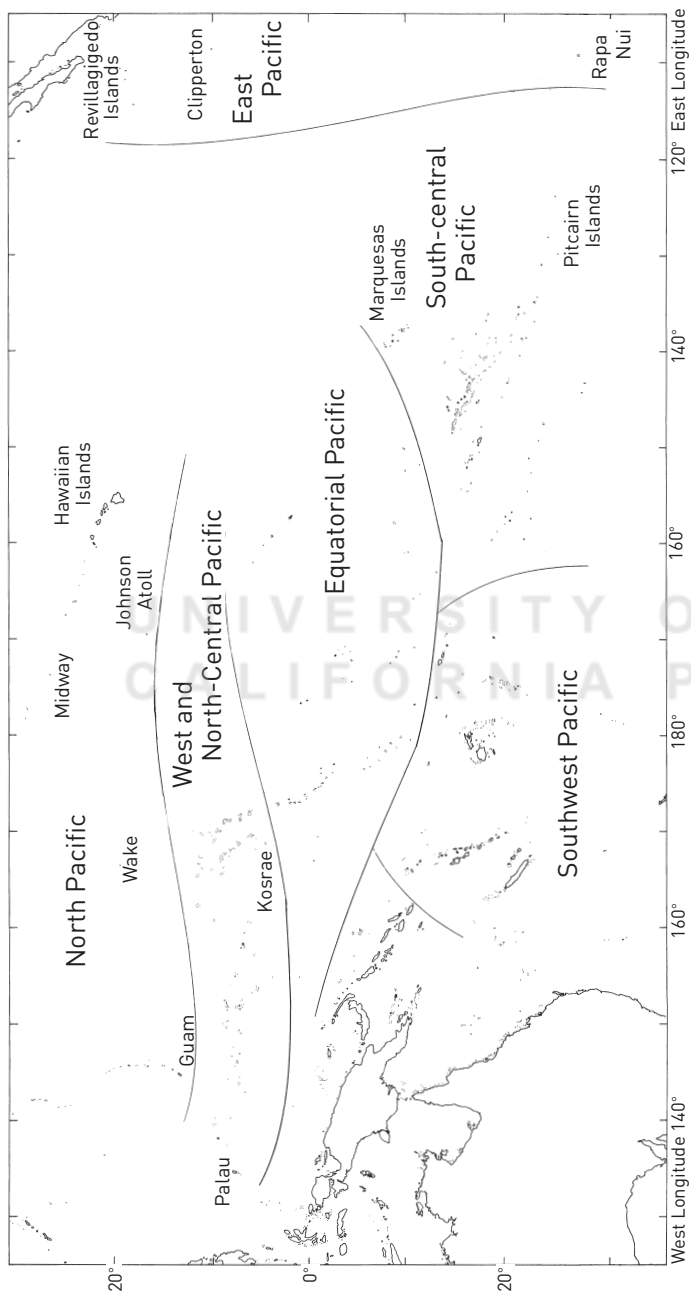 Revillagigedo
Islands
Clipperton
East
Pacific
Rapa
Nui
Hawaiian
Islands
Johnson
Atoll
Midway
Marquesas
Islands
South-central
Pacific
Pitcairn
Islands
Equatorial Pacific
West and
North-Central Pacific
North Pacific
Wake
Kosrae
Guam
Palau
Southwest Pacific
20°
0°
20°
West Longitude 140°
160°
180°
160°
140°
120° East Longitude
UNIVERSITY O
CALIFORNIA P